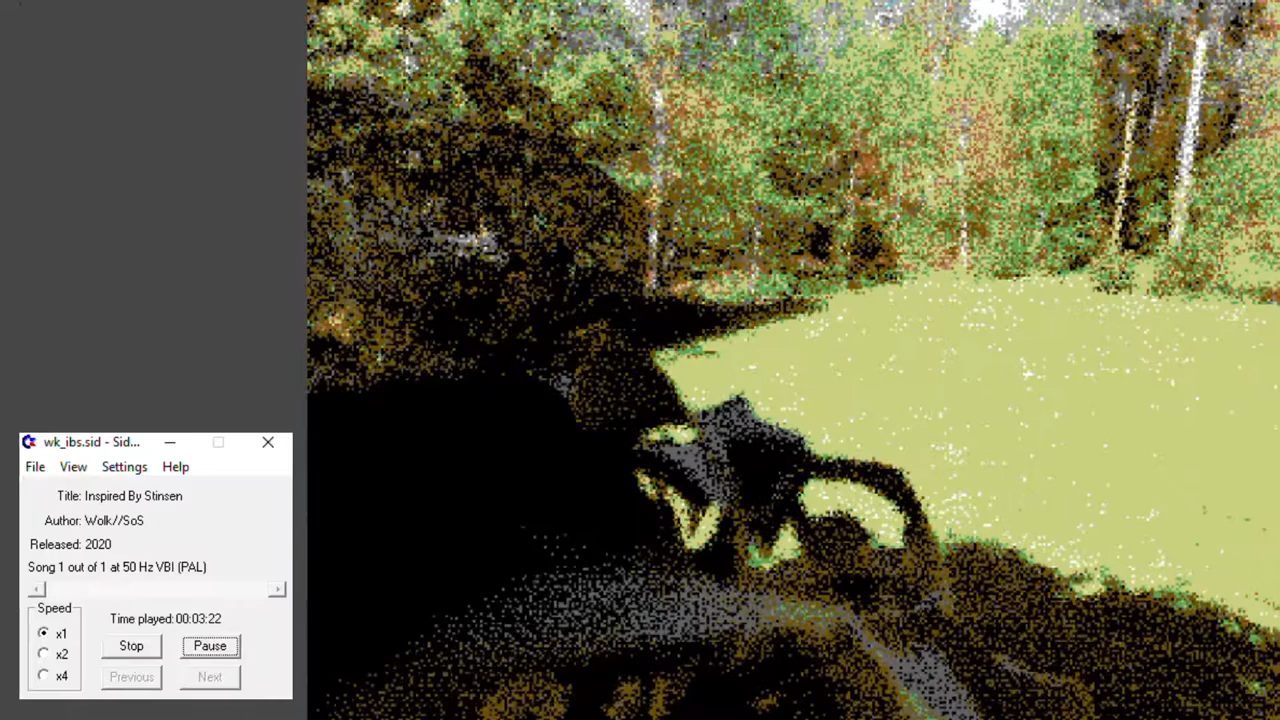 wk_ibs.sid - Sid...
File View Settings Help
Title: Inspired By Stinsen
Author: Wolk//SoS
Released: 2020
Song 1 out of 1 at 50 Hz VBI (PAL)
Speed
Time played: 00:03:22
x1
Stop Pause
x2
x4
Previous Next